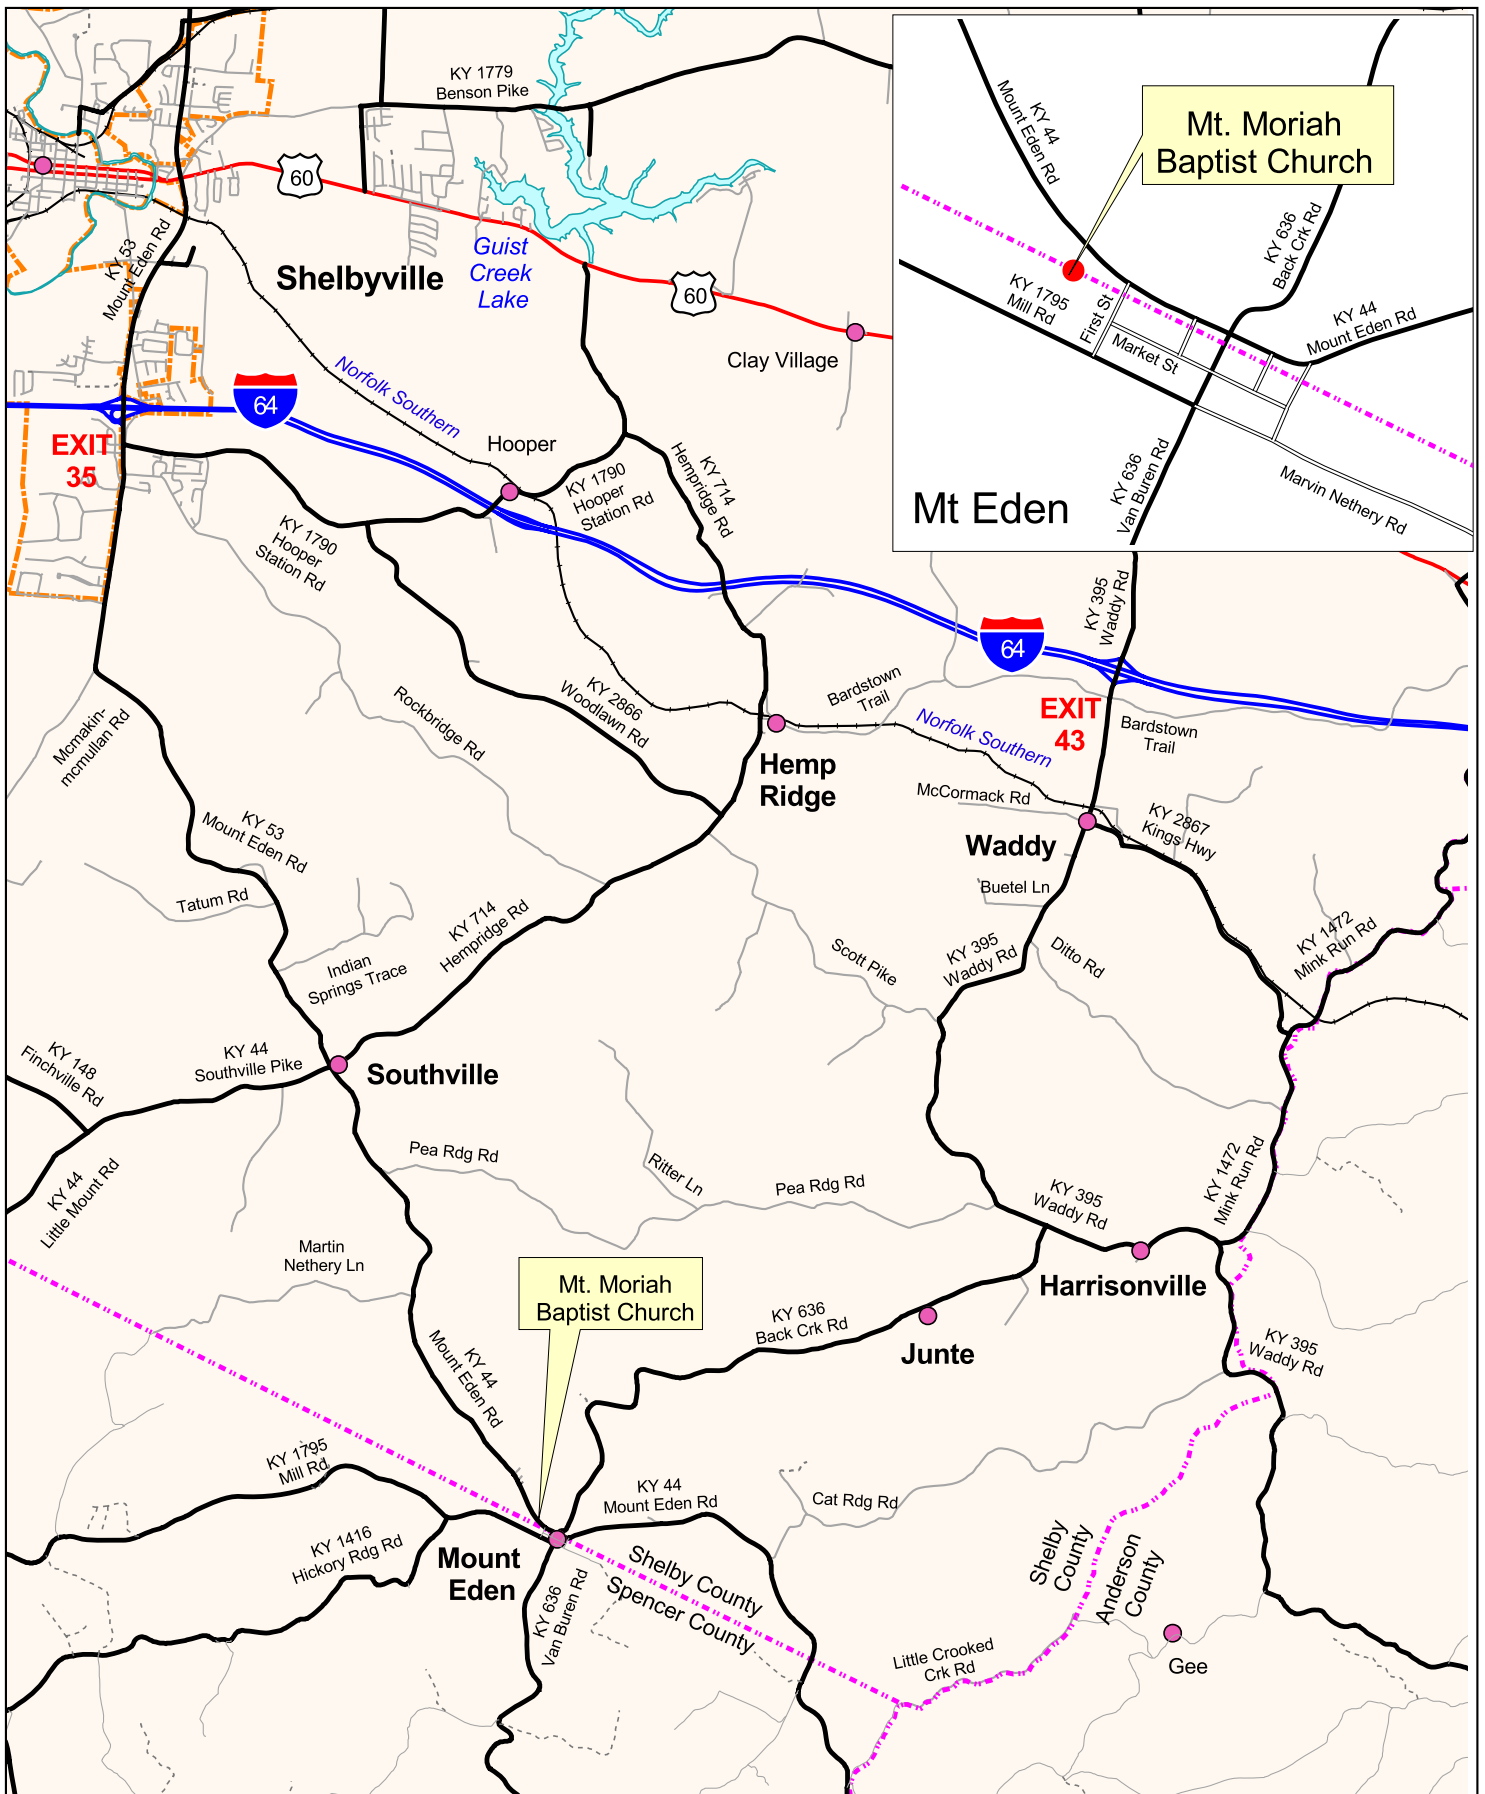 KY 1779
Benson Pike
60
KY 53
Mount Eden Rd
Shelbyville
Guist
Creek
Lake
60
Clay Village
Norfolk Southern
64
EXIT
35
Hooper
KY 1790
Hooper
Station Rd
KY 714
Hempridge Rd
KY 1790
Hooper
Station Rd
KY 44
Mount Eden Rd
Mt. Moriah
Baptist Church
KY 636
Back Crk Rd
KY 1795
Mill Rd
First St
Market St
KY 44
Mount Eden Rd
KY 636
Van Buren Rd
Marvin Nethery Rd
Mt Eden
KY 395
Waddy Rd
64
Mcmakin-
mcmullan Rd
Rockbridge Rd
KY 2866
Woodlawn Rd
Bardstown
Trail
Norfolk Southern
EXIT
43
Bardstown
Trail
Hemp
Ridge
McCormack Rd
KY 2867
Kings Hwy
Waddy
KY 53
Mount Eden Rd
Tatum Rd
Buetel Ln
KY 714
Hempridge Rd
Indian
Springs Trace
Scott Pike
KY 395
Waddy Rd
Ditto Rd
KY 1472
Mink Run Rd
KY 148
Finchville Rd
KY 44
Southville Pike
Southville
KY 44
Little Mount Rd
Pea Rdg Rd
Ritter Ln
Pea Rdg Rd
KY 395
Waddy Rd
KY 1472
Mink Run Rd
Martin
Nethery Ln
Mt. Moriah
Baptist Church
Harrisonville
KY 636
Back Crk Rd
Junte
KY 395
Waddy Rd
KY 44
Mount Eden Rd
KY 1795
Mill Rd
KY 44
Mount Eden Rd
Cat Rdg Rd
KY 1416
Hickory Rdg Rd
Mount
Eden
Shelby County
Spencer County
KY 636
Van Buren Rd
Shelby
County
Anderson
County
Little Crooked
Crk Rd
Gee